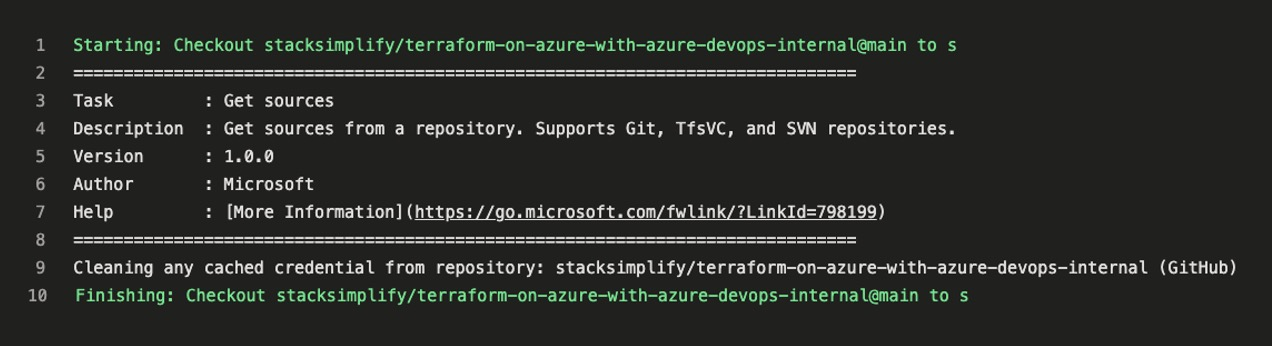 1 Starting: Checkout stacksimplify/terraform-on-azure-with-azure-devops-internal@main to s
2 ==============================================================================
3 Task         : Get sources
4 Description  : Get sources from a repository. Supports Git, TfsVC, and SVN repositories.
5 Version      : 1.0.0
6 Author       : Microsoft
7 Help         : [More Information](https://go.microsoft.com/fwlink/?LinkId=798199)
8 ==============================================================================
9 Cleaning any cached credential from repository: stacksimplify/terraform-on-azure-with-azure-devops-internal (GitHub)
10 Finishing: Checkout stacksimplify/terraform-on-azure-with-azure-devops-internal@main to s